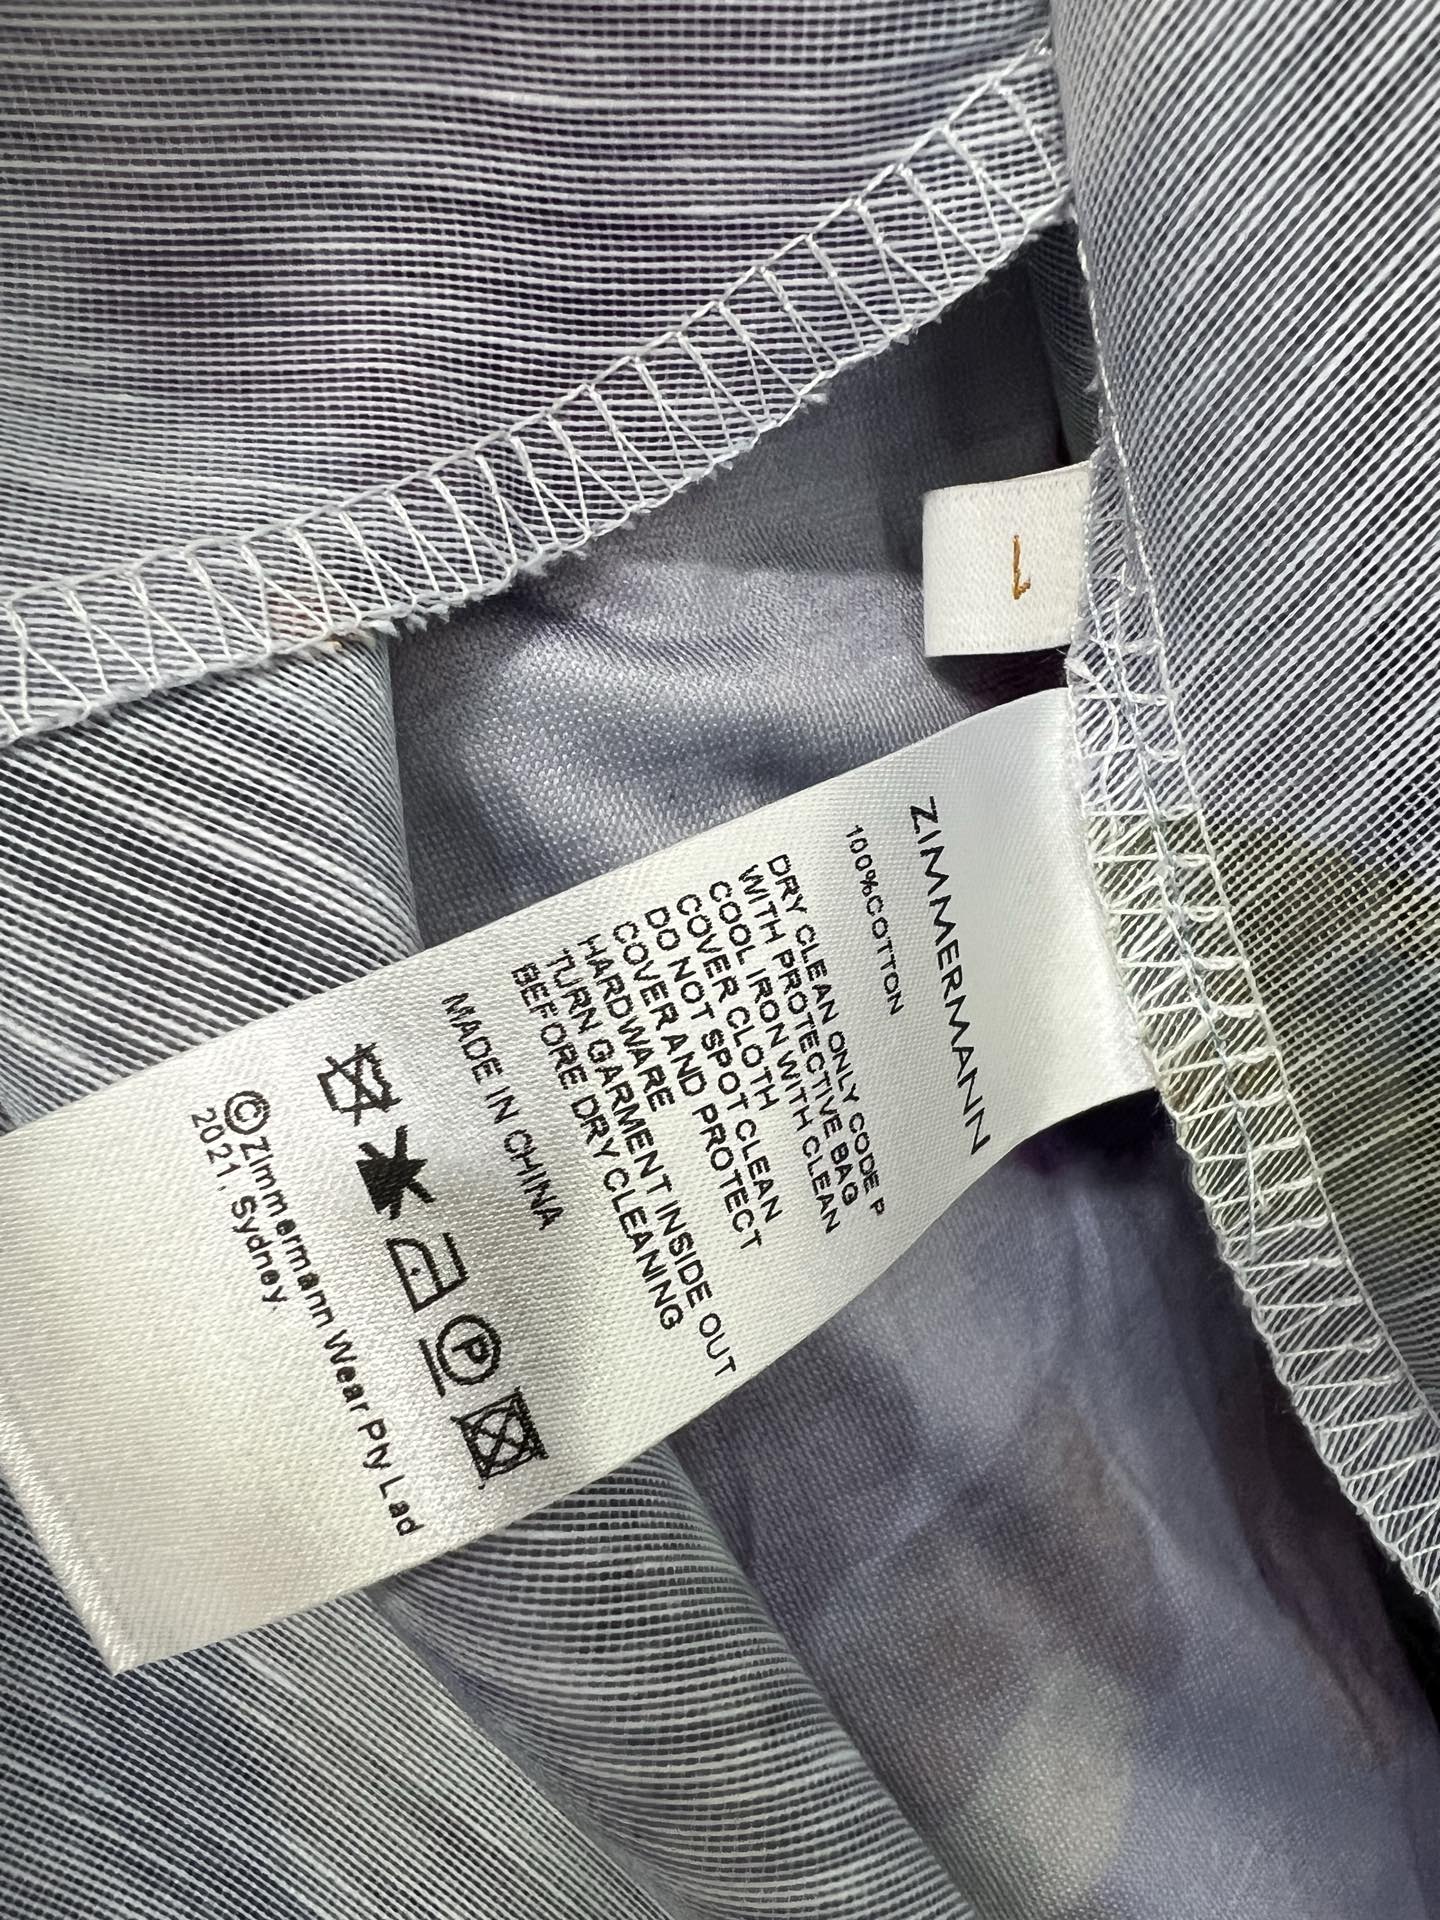 1
ZIMMERMANN
100%COTTON
DRY CLEAN ONLY CODE P
WITH PROTECTIVE BAG
COOL IRON WITH CLEAN
COVER CLOTH
DO NOT SPOT CLEAN
COVER AND PROTECT
HARDWARE
TURN GARMENT INSIDE OUT
BEFORE DRY CLEANING
MADE IN CHINA
P
©Zimmermann Wear Pty Lad
2021, Sydney.